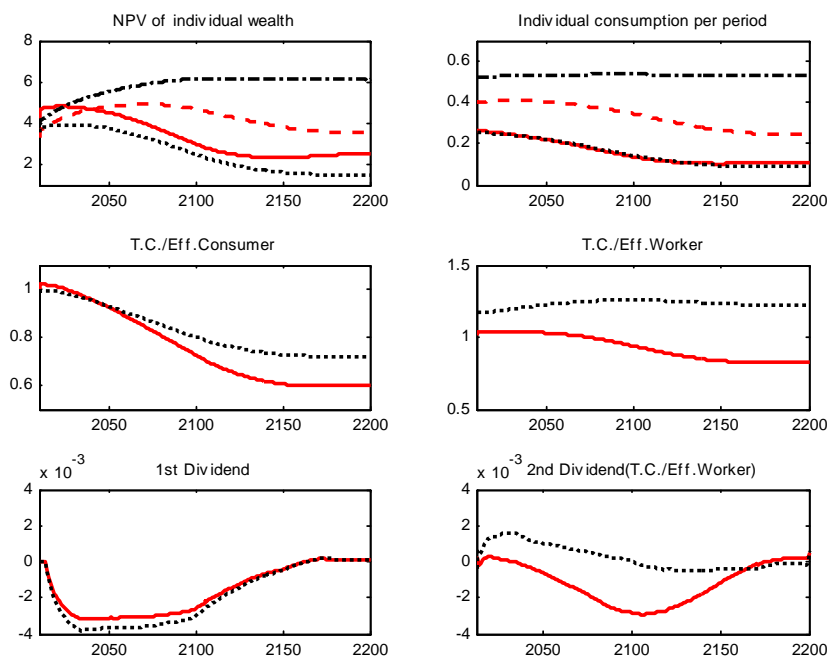 NPV of individual wealth
8
6
4
2
2050 2100 2150 2200
Individual consumption per period
0.6
0.4
0.2
0
2050 2100 2150 2200
T.C./Eff.Consumer
1
0.8
0.6
2050 2100 2150 2200
T.C./Eff.Worker
1.5
1
0.5
2050 2100 2150 2200
x 10-3
1st Dividend
4
2
0
-2
-4
2050 2100 2150 2200
x 10-3
2nd Dividend(T.C./Eff.Worker)
4
2
0
-2
-4
2050 2100 2150 2200